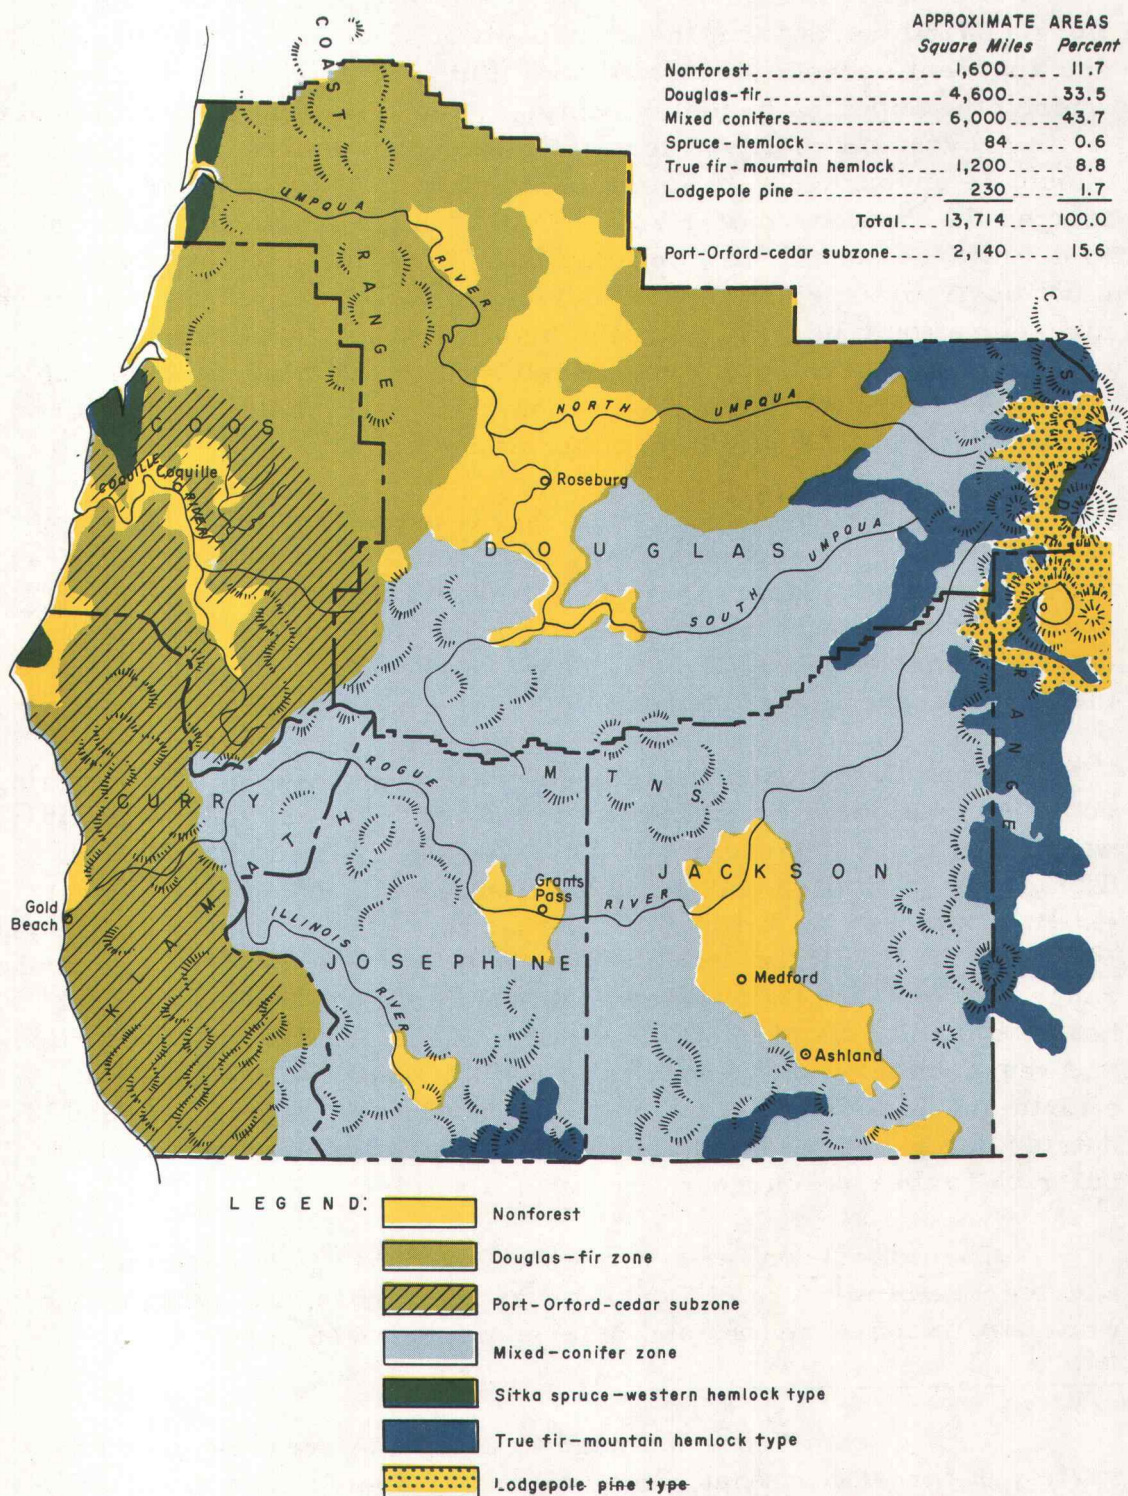 APPROXIMATE AREAS
Square Miles Percent
Nonforest 1,600 11.7
Douglas-fir 4,600 33.5
Mixed conifers 6,000 43.7
Spruce-hemlock 84 0.6
True fir-mountain hemlock 1,200 8.8
Lodgepole pine 230 1.7
Total 13,714 100.0
Port-Orford-cedar subzone 2,140 15.6
COAST
RANGE
UMPQUA
RIVER
CASCADE
RANGE
NORTH UMPQUA
COOS
COQUILLE
RIVER
Coquille
Roseburg
DOUGLAS
SOUTH UMPQUA
ROGUE
RIVER
KLAMATH
MTNS.
CURRY
JACKSON
Grants
Pass
Gold
Beach
ILLINOIS
RIVER
JOSEPHINE
Medford
Ashland
LEGEND:
Nonforest
Douglas-fir zone
Port-Orford-cedar subzone
Mixed-conifer zone
Sitka spruce-western hemlock type
True fir-mountain hemlock type
Lodgepole pine type